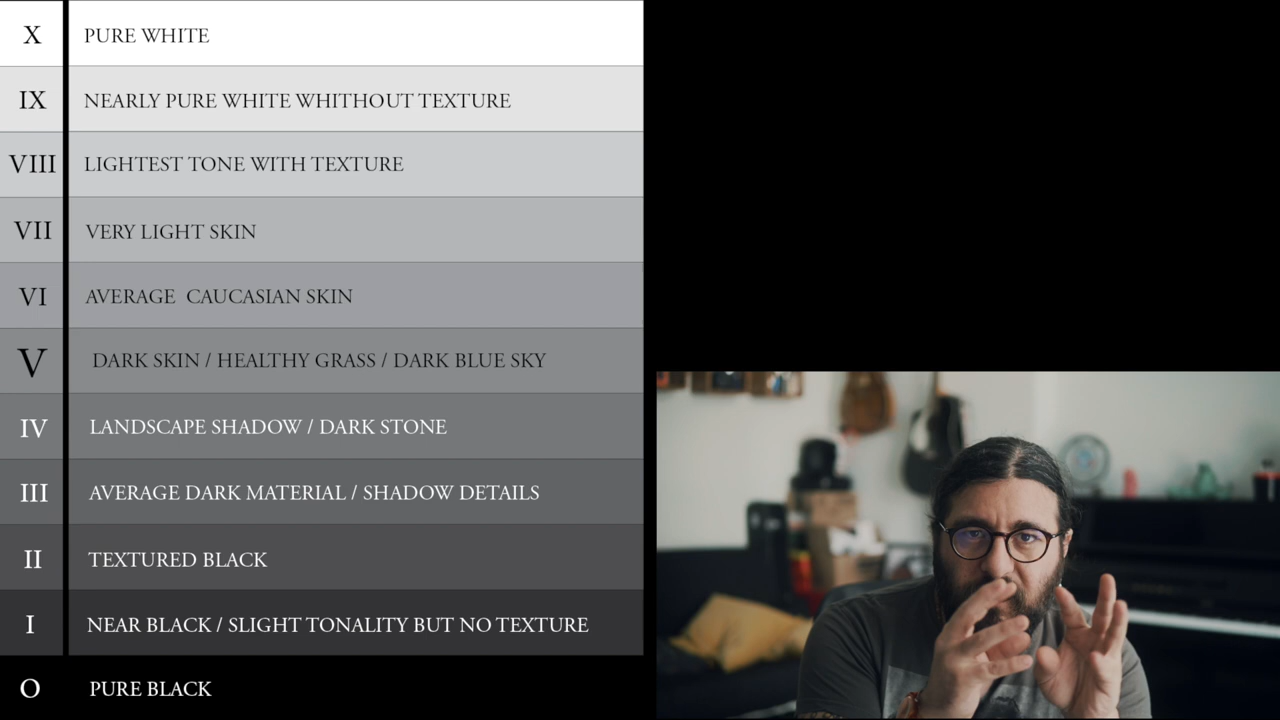 X PURE WHITE
IX NEARLY PURE WHITE WHITHOUT TEXTURE
VIII LIGHTEST TONE WITH TEXTURE
VII VERY LIGHT SKIN
VI AVERAGE CAUCASIAN SKIN
V DARK SKIN / HEALTHY GRASS / DARK BLUE SKY
IV LANDSCAPE SHADOW / DARK STONE
III AVERAGE DARK MATERIAL / SHADOW DETAILS
II TEXTURED BLACK
I NEAR BLACK / SLIGHT TONALITY BUT NO TEXTURE
O PURE BLACK